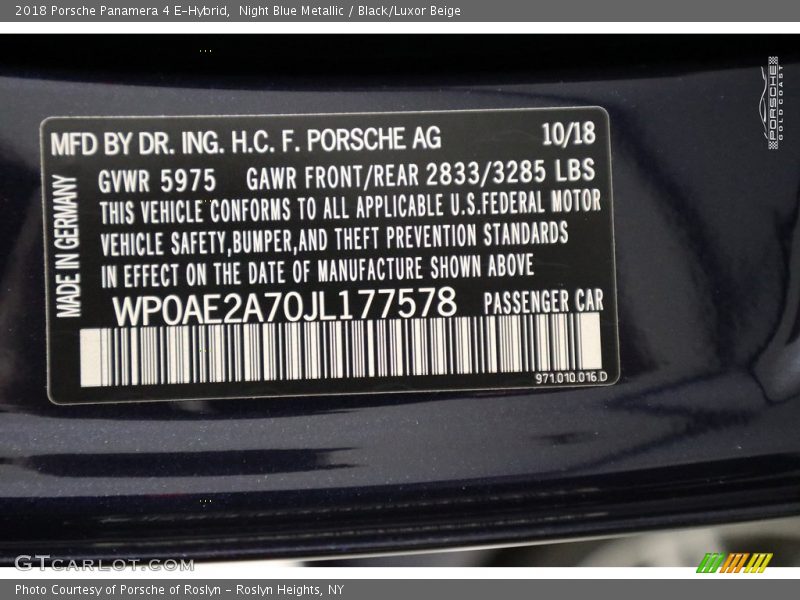 2018 Porsche Panamera 4 E-Hybrid,  Night Blue Metallic / Black/Luxor Beige
PORSCHE
GOLD COAST
MFD BY DR. ING. H.C. F. PORSCHE AG 10/18
GVWR 5975 GAWR FRONT/REAR 2833/3285 LBS
THIS VEHICLE CONFORMS TO ALL APPLICABLE U.S.FEDERAL MOTOR
VEHICLE SAFETY,BUMPER,AND THEFT PREVENTION STANDARDS
IN EFFECT ON THE DATE OF MANUFACTURE SHOWN ABOVE
MADE IN GERMANY
WP0AE2A70JL177578 PASSENGER CAR
971.010.016.D
GTCARLOT.COM
Photo Courtesy of Porsche of Roslyn - Roslyn Heights, NY